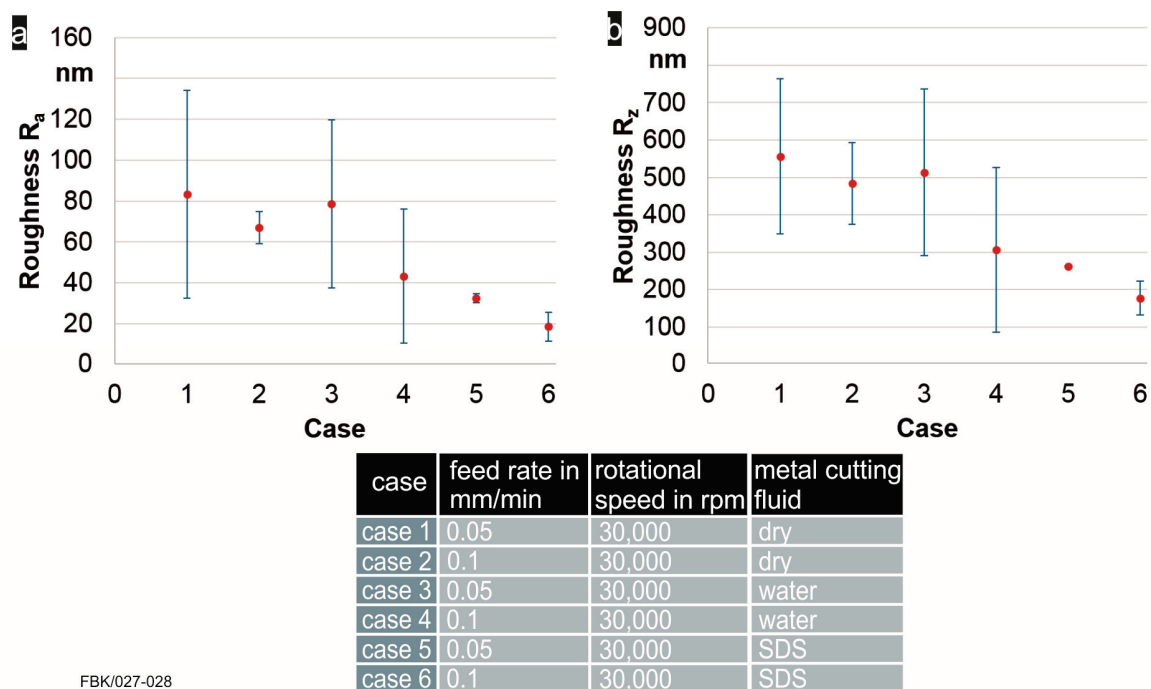 a
160
nm
120
100
80
60
40
20
0
Roughness Ra
0 1 2 3 4 5 6
Case
b
900
nm
700
600
500
400
300
200
100
0
Roughness Rz
0 1 2 3 4 5 6
Case
case feed rate in mm/min rotational speed in rpm metal cutting fluid
case 1 0.05 30,000 dry
case 2 0.1 30,000 dry
case 3 0.05 30,000 water
case 4 0.1 30,000 water
case 5 0.05 30,000 SDS
case 6 0.1 30,000 SDS
FBK/027-028